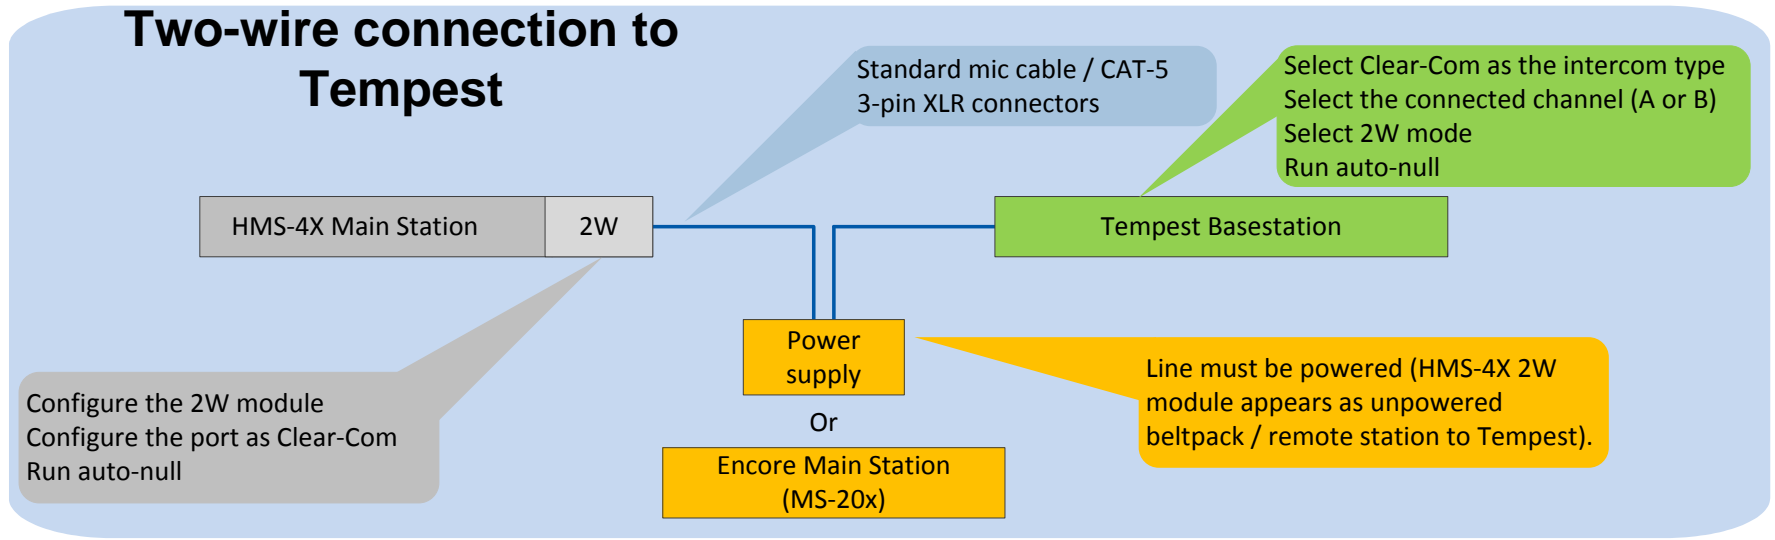 Two-wire connection to
Tempest
Standard mic cable / CAT-5
3-pin XLR connectors
Select Clear-Com as the intercom type
Select the connected channel (A or B)
Select 2W mode
Run auto-null
HMS-4X Main Station
2W
Tempest Basestation
Power
supply
Or
Encore Main Station
(MS-20x)
Line must be powered (HMS-4X 2W
module appears as unpowered
beltpack / remote station to Tempest).
Configure the 2W module
Configure the port as Clear-Com
Run auto-null